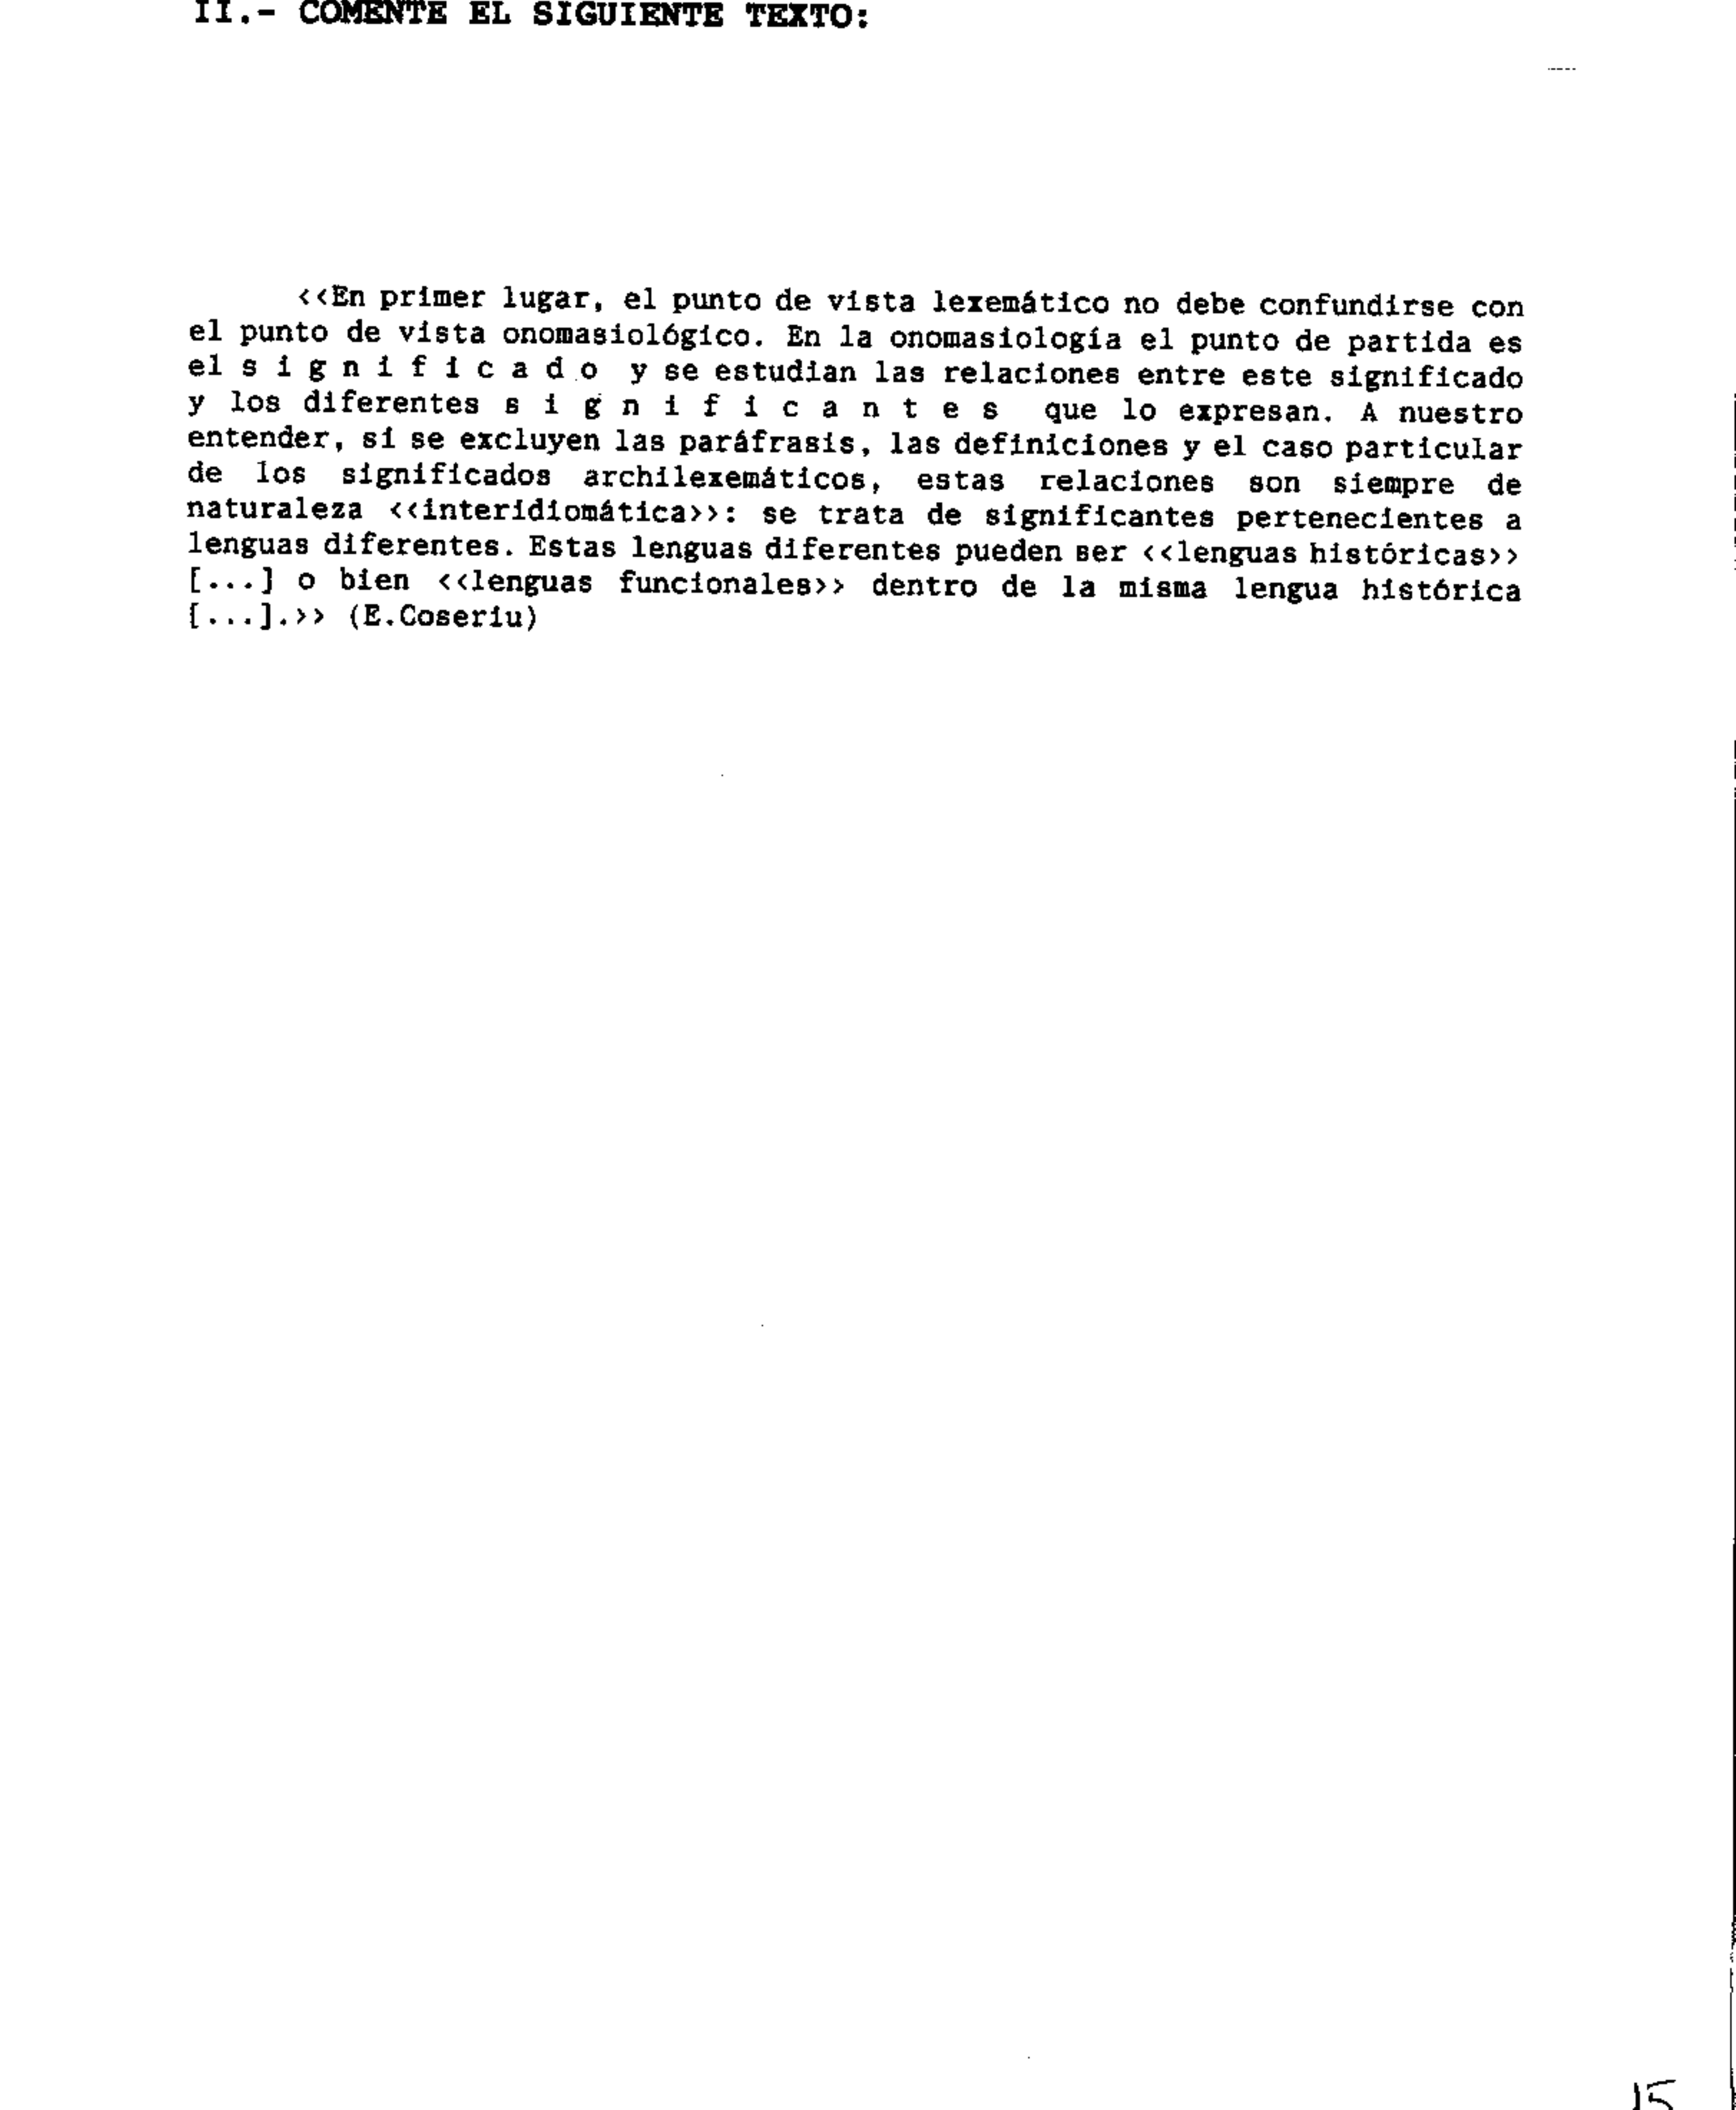 II.- COMENTE EL SIGUIENTE TEXTO:
<<En primer lugar, el punto de vista lexemático no debe confundirse con
el punto de vista onomasiológico. En la onomasiología el punto de partida es
el s i g n i f i c a d o y se estudian las relaciones entre este significado
y los diferentes s i g n i f i c a n t e s que lo expresan. A nuestro
entender, si se excluyen las paráfrasis, las definiciones y el caso particular
de los significados archilexemáticos, estas relaciones son siempre de
naturaleza <<interidiomática>>: se trata de significantes pertenecientes a
lenguas diferentes. Estas lenguas diferentes pueden ser <<lenguas históricas>>
[...] o bien <<lenguas funcionales>> dentro de la misma lengua histórica
[...].>> (E.Coseriu)
15